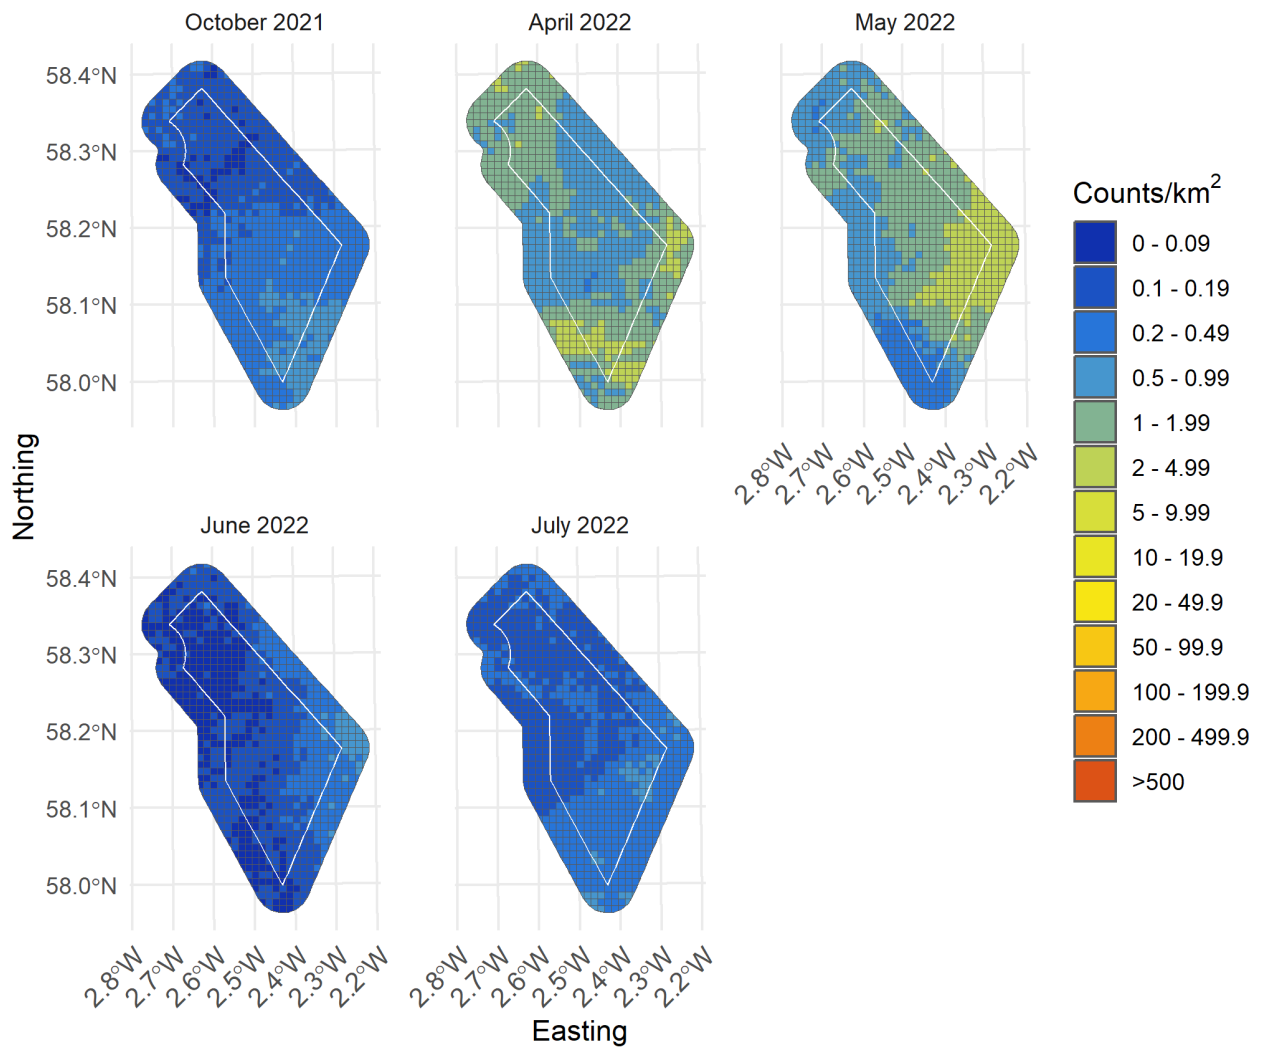 October 2021
April 2022
May 2022
58.4°N
58.3°N
58.2°N
58.1°N
58.0°N
2.8°W
2.7°W
2.6°W
2.5°W
2.4°W
2.3°W
2.2°W
Northing
June 2022
July 2022
58.4°N
58.3°N
58.2°N
58.1°N
58.0°N
2.8°W
2.7°W
2.6°W
2.5°W
2.4°W
2.3°W
2.2°W
2.8°W
2.7°W
2.6°W
2.5°W
2.4°W
2.3°W
2.2°W
Easting
Counts/km²
0 - 0.09
0.1 - 0.19
0.2 - 0.49
0.5 - 0.99
1 - 1.99
2 - 4.99
5 - 9.99
10 - 19.9
20 - 49.9
50 - 99.9
100 - 199.9
200 - 499.9
>500